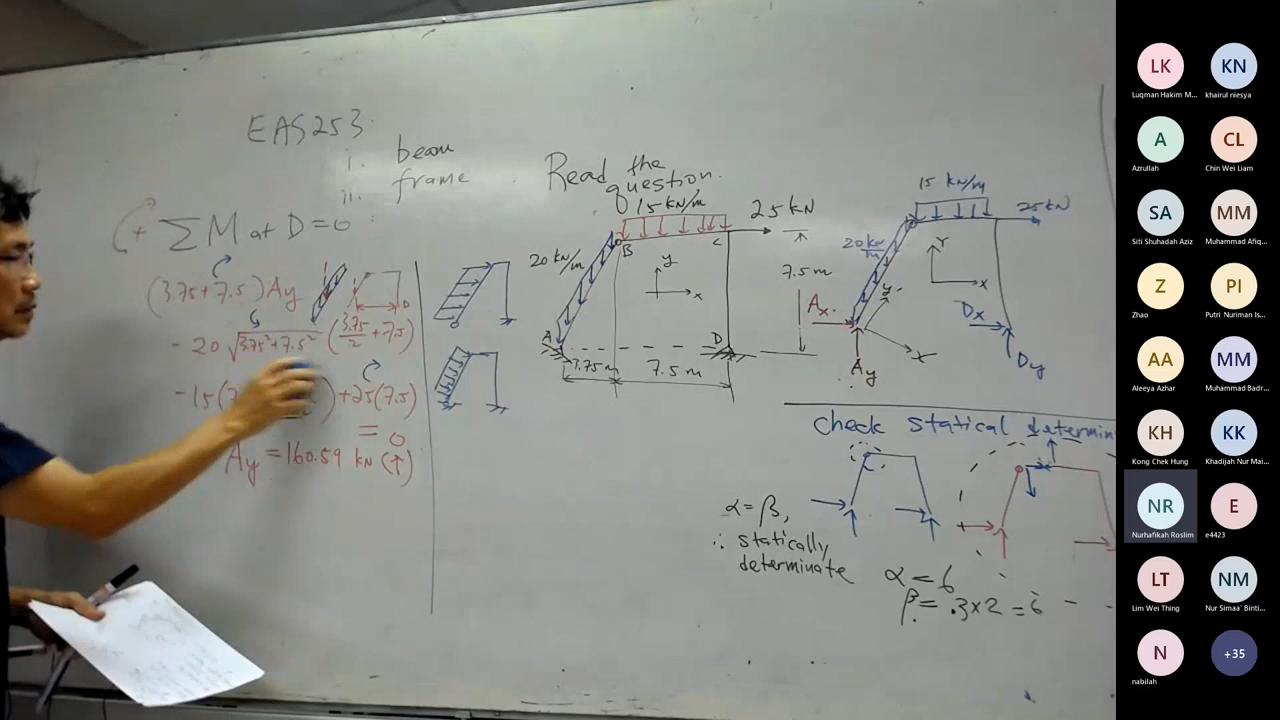 EAS253
i. beam
ii. frame
+ ΣM at D = 0
(3.75+7.5) Ay
- 20 √3.75²+7.5² (3.75/2 + 7.5)
- 15(
) +25(7.5)
= 0
Ay = 160.59 kN (↑)
Read the
question.
15 kN/m
25 kN
20 kN/m
B
C
y
x
7.5 m
A
D
3.75 m
7.5 m
15 kN/m
25 kN
20 kN/m
Y
X
y'
x'
Ax
Ay
Dx
Dy
check statical determin
α = β,
∴ statically
determinate
α = 6
β = 3×2 = 6
LK
Luqman Hakim M...
KN
khairul niesya
A
Azrullah
CL
Chin Wei Liam
SA
Siti Shuhadah Aziz
MM
Muhammad Afiq...
Z
Zhao
PI
Putri Nuriman Is...
AA
Aleeya Azhar
MM
Muhammad Badr...
KH
Kong Chek Hung
KK
Khadijah Nur Mai...
NR
Nurhafikah Roslim
E
e4423
LT
Lim Wei Thing
NM
Nur Simaa' Binti...
N
nabilah
+35